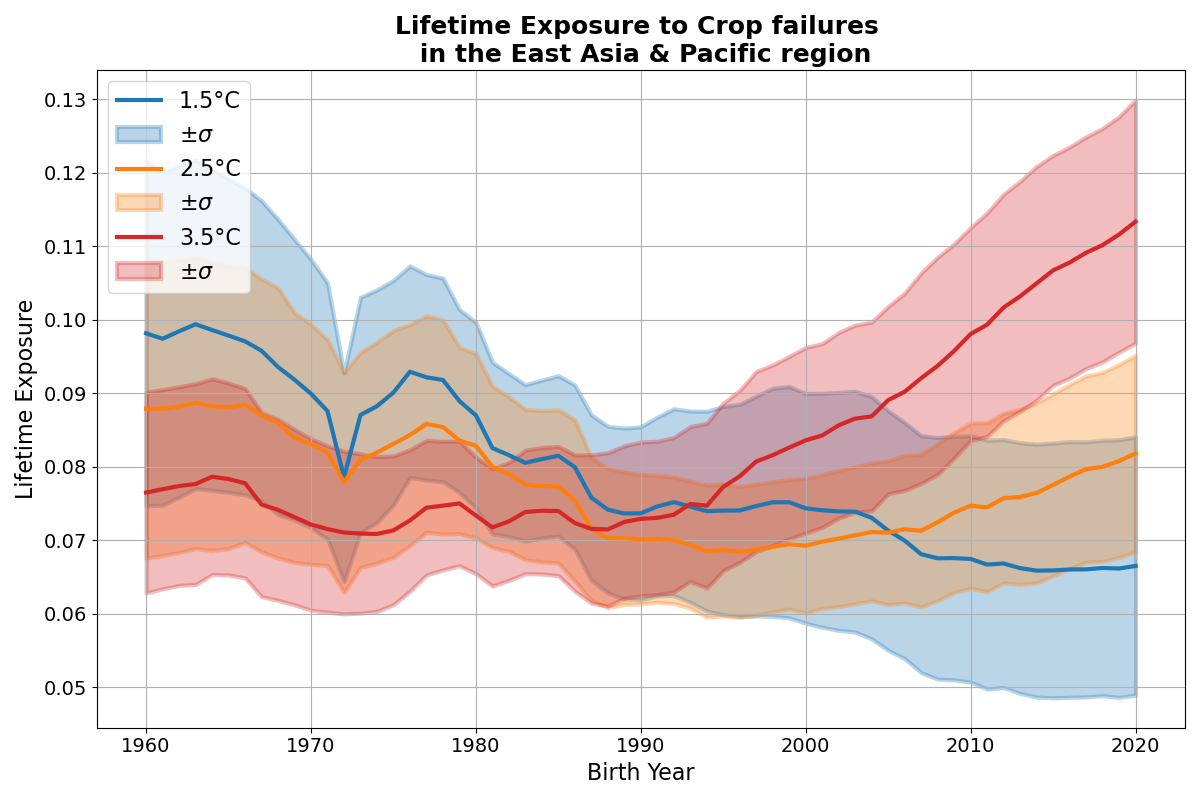 Lifetime Exposure to Crop failures
in the East Asia & Pacific region
1.5°C
±σ
2.5°C
±σ
3.5°C
±σ
Lifetime Exposure
0.13
0.12
0.11
0.10
0.09
0.08
0.07
0.06
0.05
1960 1970 1980 1990 2000 2010 2020
Birth Year